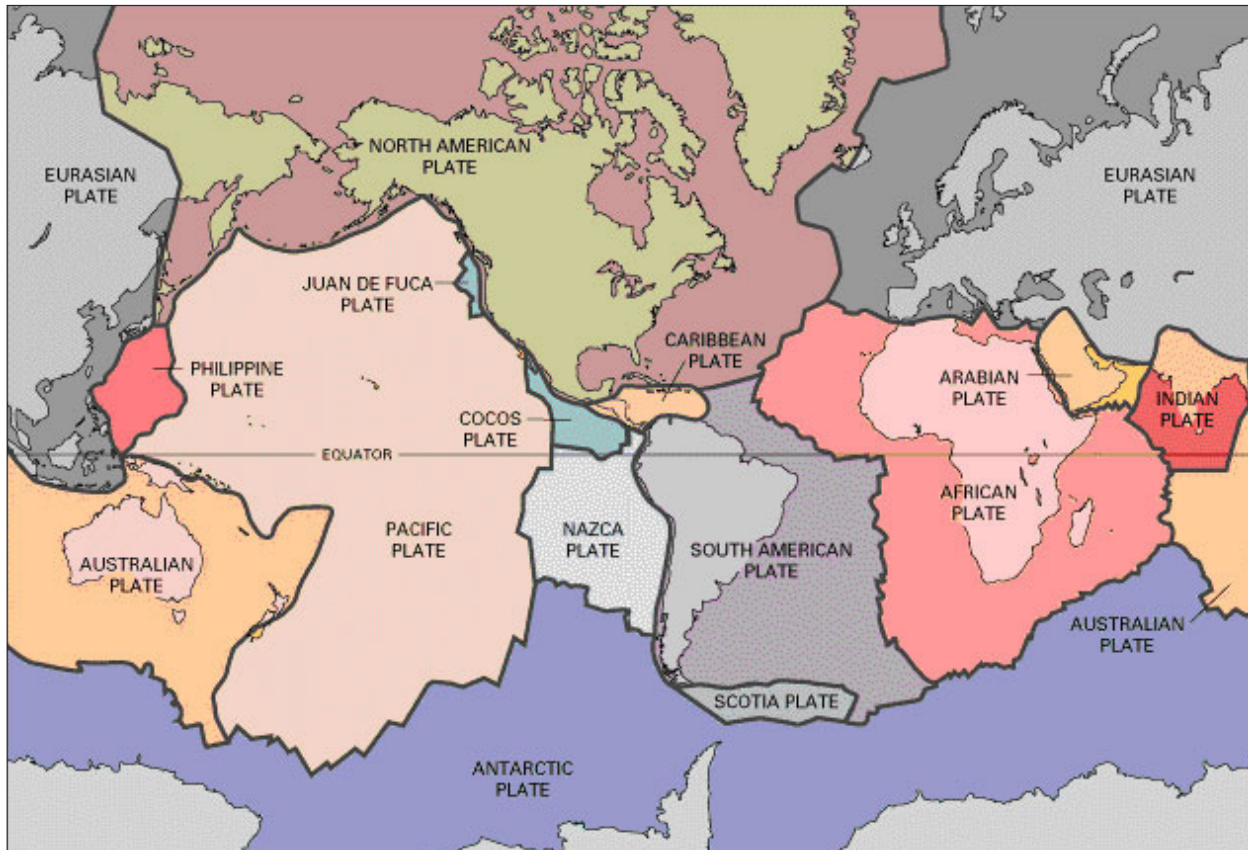 NORTH AMERICAN
PLATE
EURASIAN
PLATE
EURASIAN
PLATE
JUAN DE FUCA
PLATE
CARIBBEAN
PLATE
PHILIPPINE
PLATE
ARABIAN
PLATE
INDIAN
PLATE
COCOS
PLATE
EQUATOR
AFRICAN
PLATE
PACIFIC
PLATE
NAZCA
PLATE
SOUTH AMERICAN
PLATE
AUSTRALIAN
PLATE
AUSTRALIAN
PLATE
SCOTIA PLATE
ANTARCTIC
PLATE